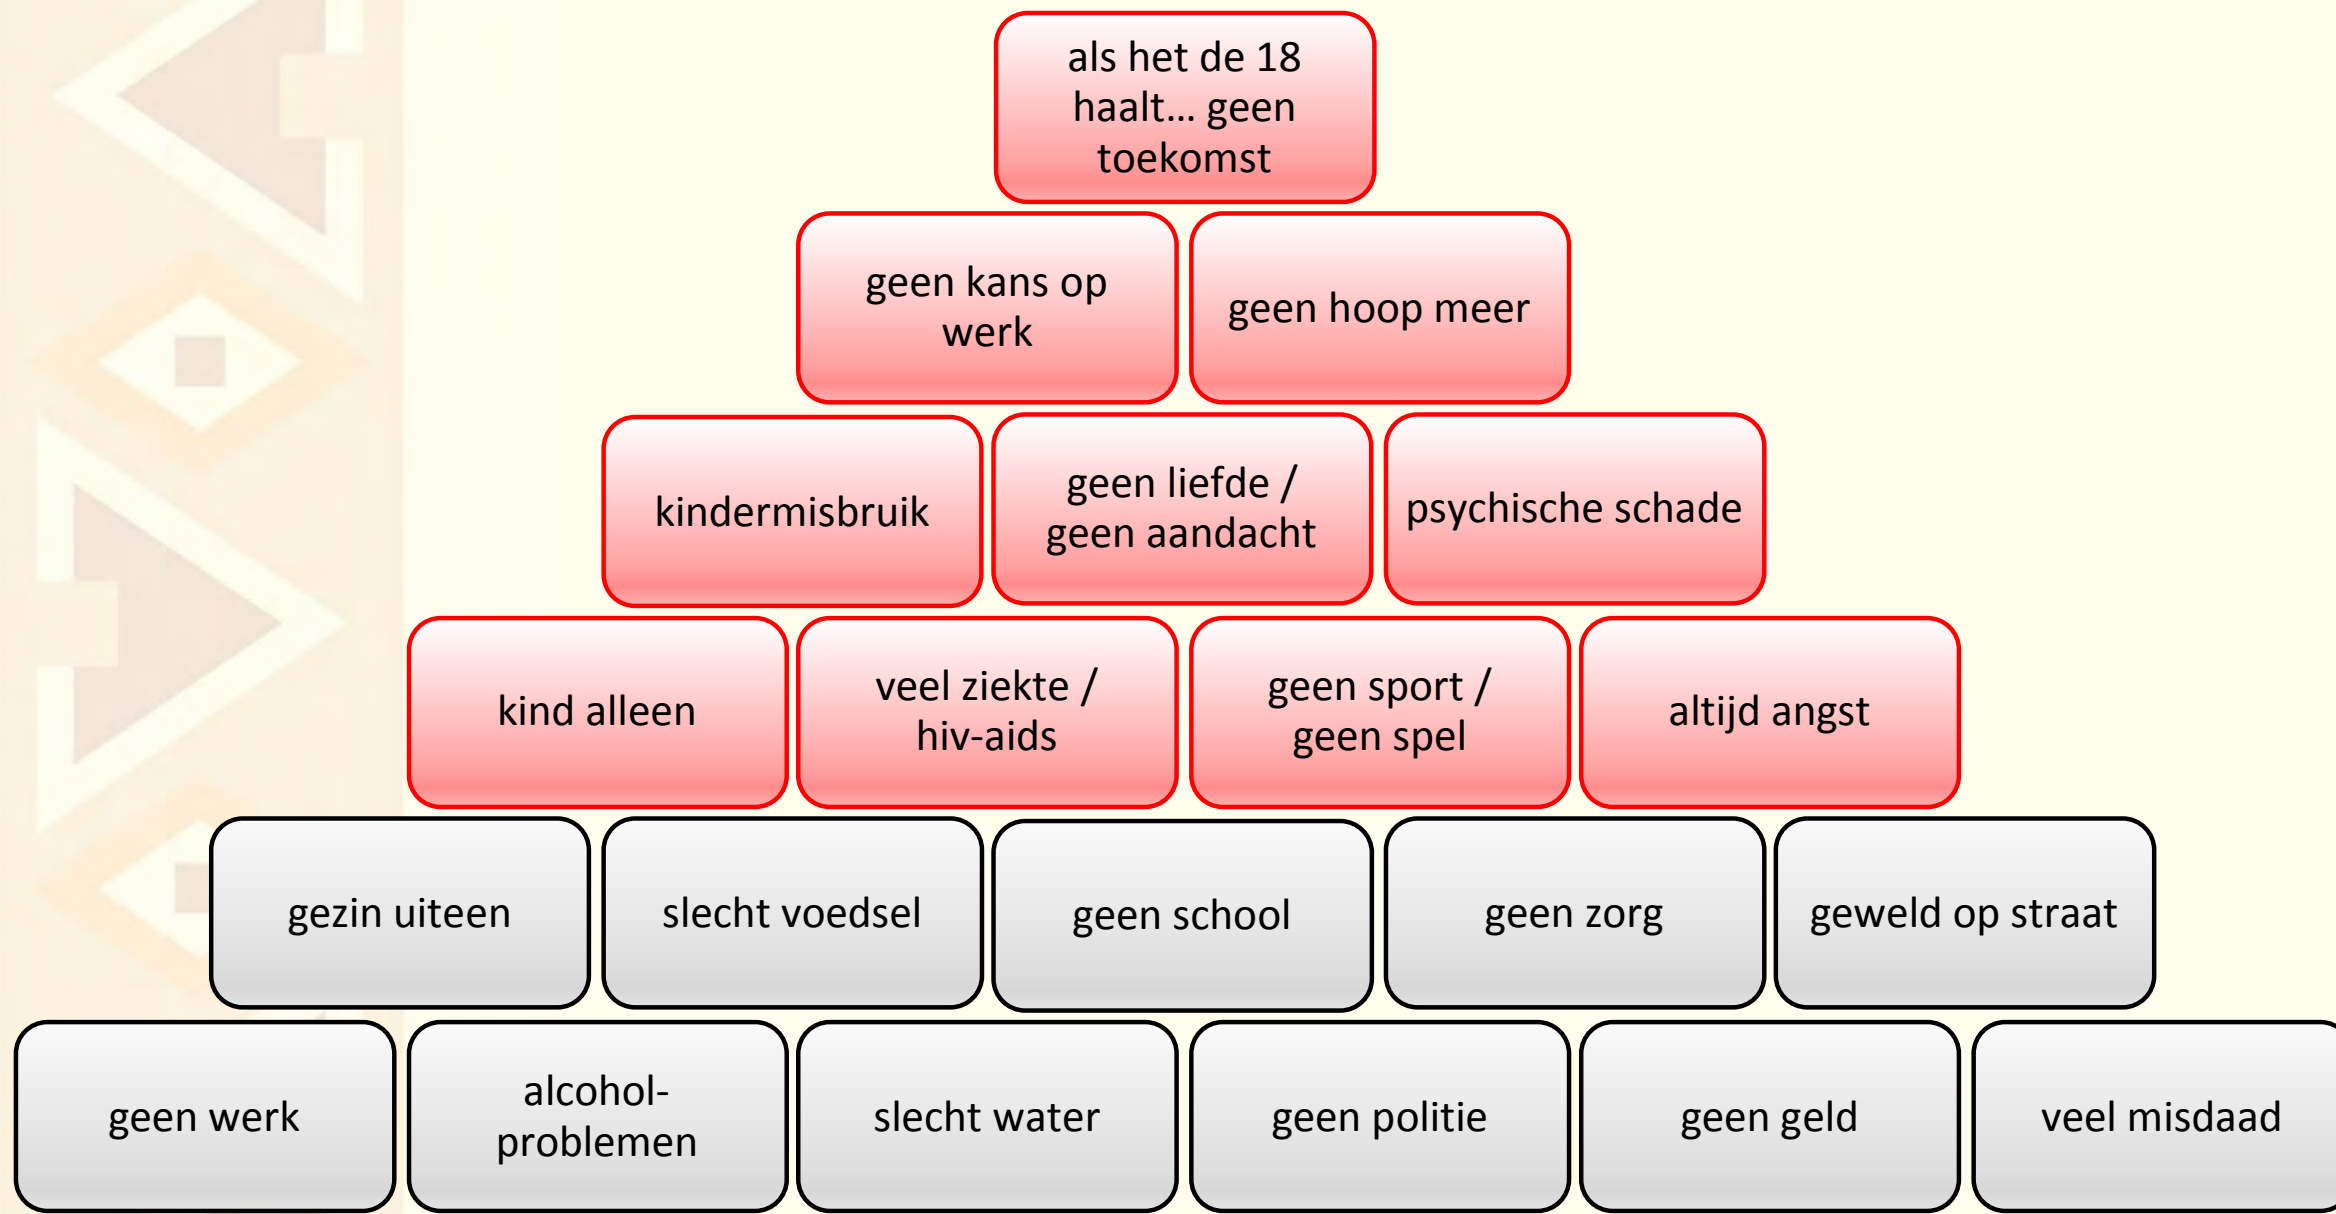 als het de 18
haalt... geen
toekomst
geen kans op
werk
geen hoop meer
kindermisbruik
geen liefde /
geen aandacht
psychische schade
kind alleen
veel ziekte /
hiv-aids
geen sport /
geen spel
altijd angst
gezin uiteen
slecht voedsel
geen school
geen zorg
geweld op straat
geen werk
alcohol-
problemen
slecht water
geen politie
geen geld
veel misdaad